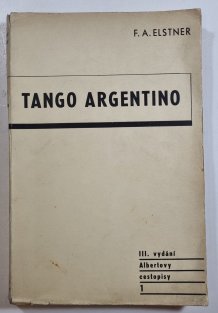 F. A. ELSTNER
TANGO ARGENTINO
III. vydání
Albertovy
cestopisy
1